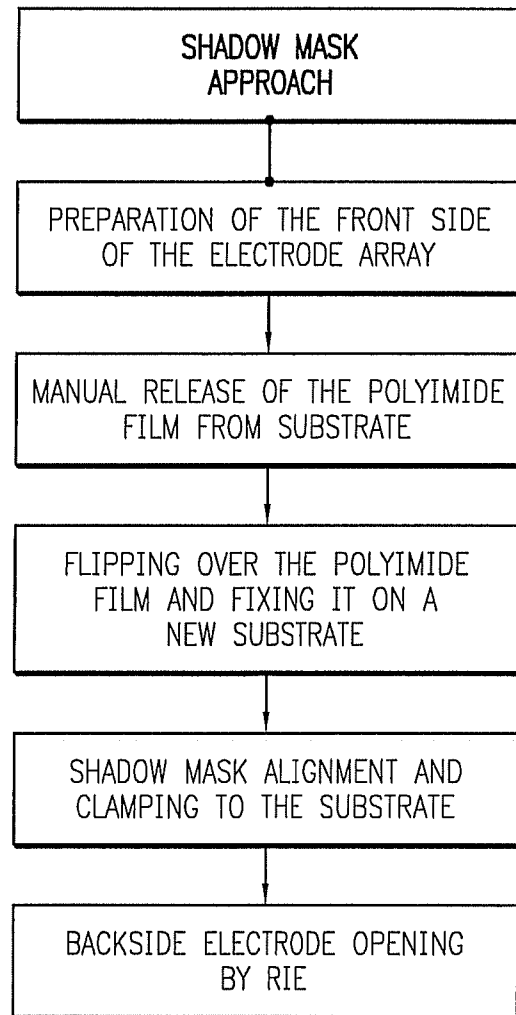 SHADOW MASK
APPROACH
PREPARATION OF THE FRONT SIDE
OF THE ELECTRODE ARRAY
MANUAL RELEASE OF THE POLYIMIDE
FILM FROM SUBSTRATE
FLIPPING OVER THE POLYIMIDE
FILM AND FIXING IT ON A
NEW SUBSTRATE
SHADOW MASK ALIGNMENT AND
CLAMPING TO THE SUBSTRATE
BACKSIDE ELECTRODE OPENING
BY RIE